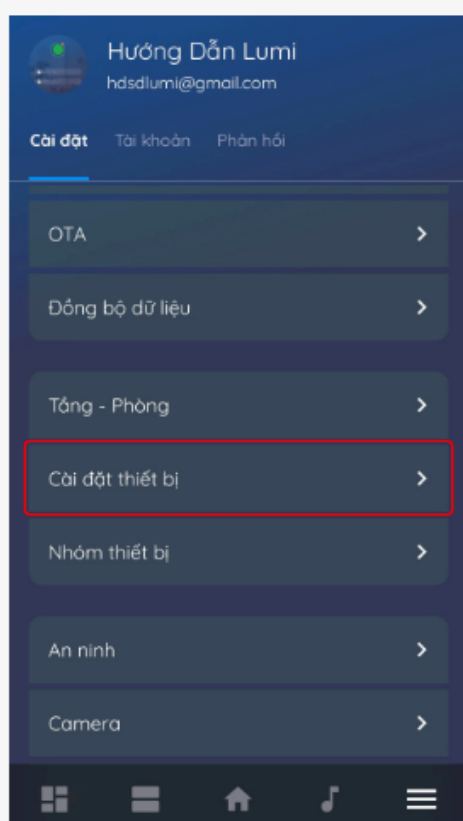 Hướng Dẫn Lumi
hdsdlumi@gmail.com
Cài đặt Tài khoản Phản hồi
OTA
Đồng bộ dữ liệu
Tầng - Phòng
Cài đặt thiết bị
Nhóm thiết bị
An ninh
Camera